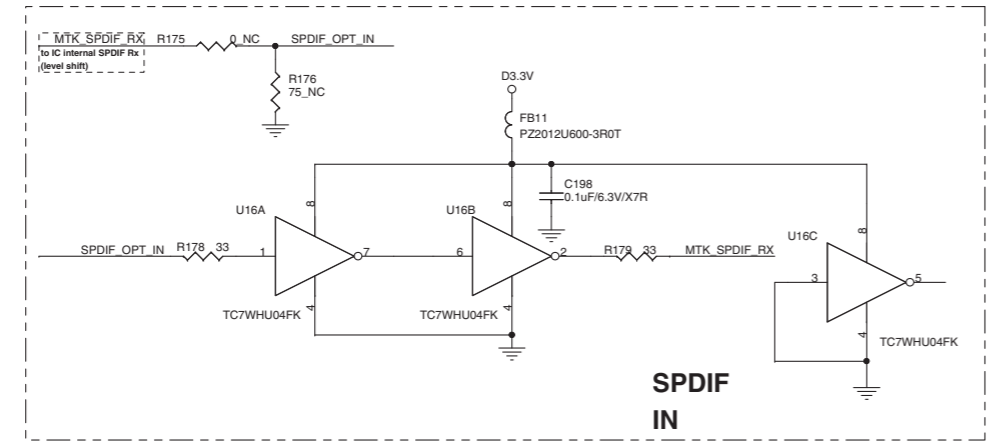 MTK_SPDIF_RX R175 0_NC SPDIF_OPT_IN
to IC internal SPDIF Rx
(level shift)
R176
75_NC
D3.3V
FB11
PZ2012U600-3R0T
C198
0.1uF/6.3V/X7R
U16A 8 U16B 8
U16C 8
SPDIF_OPT_IN R178 33 1 7 6 2 R179 33 MTK_SPDIF_RX
3 5
4 4 4
TC7WHU04FK TC7WHU04FK
TC7WHU04FK
SPDIF
IN